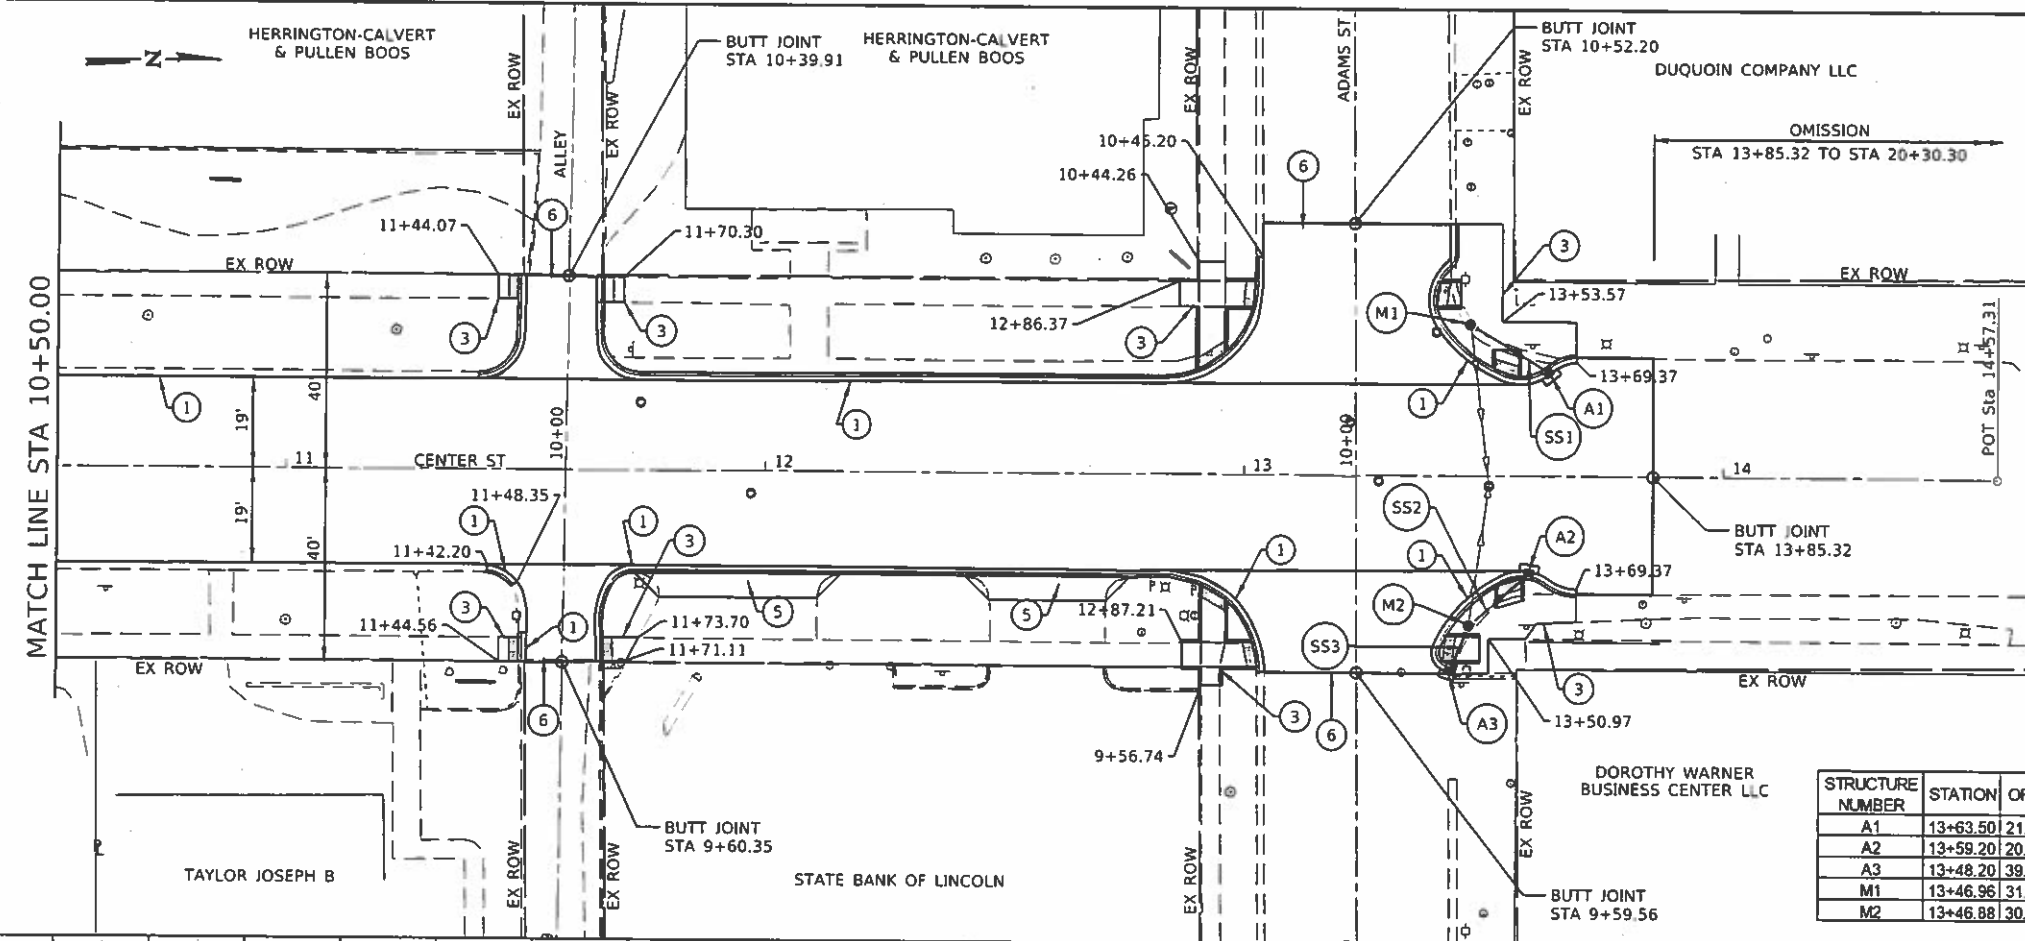 HERRINGTON-CALVERT
& PULLEN BOOS
N
EX ROW
ALLEY
EX ROW
BUTT JOINT
STA 10+39.91
HERRINGTON-CALVERT
& PULLEN BOOS
EX ROW
ADAMS ST
BUTT JOINT
STA 10+52.20
EX ROW
DUQUOIN COMPANY LLC
OMISSION
STA 13+85.32 TO STA 20+30.30
10+45.20
10+44.26
6
6
11+44.07
11+70.30
EX ROW
3
EX ROW
13+53.57
3
3
12+86.37
3
M1
13+69.37
1
1
1
A1
SS1
POT Sta 14+57.31
MATCH LINE STA 10+50.00
40'
19'
10+00
10+00
11
CENTER ST
12
13
14
19'
40'
11+48.35
1
1
3
11+42.20
SS2
BUTT JOINT
STA 13+85.32
1
1
A2
13+69.37
3
11+44.56
1
11+73.70
11+71.11
5
5
12+87.21
M2
SS3
EX ROW
6
3
6
A3
3
13+50.97
EX ROW
9+56.74
DOROTHY WARNER
BUSINESS CENTER LLC
BUTT JOINT
STA 9+60.35
TAYLOR JOSEPH B
EX ROW
EX ROW
STATE BANK OF LINCOLN
EX ROW
BUTT JOINT
STA 9+59.56
EX ROW
STRUCTURE NUMBER STATION
A1 13+63.50 21.
A2 13+59.20 20.
A3 13+48.20 39.
M1 13+46.96 31.
M2 13+46.88 30.